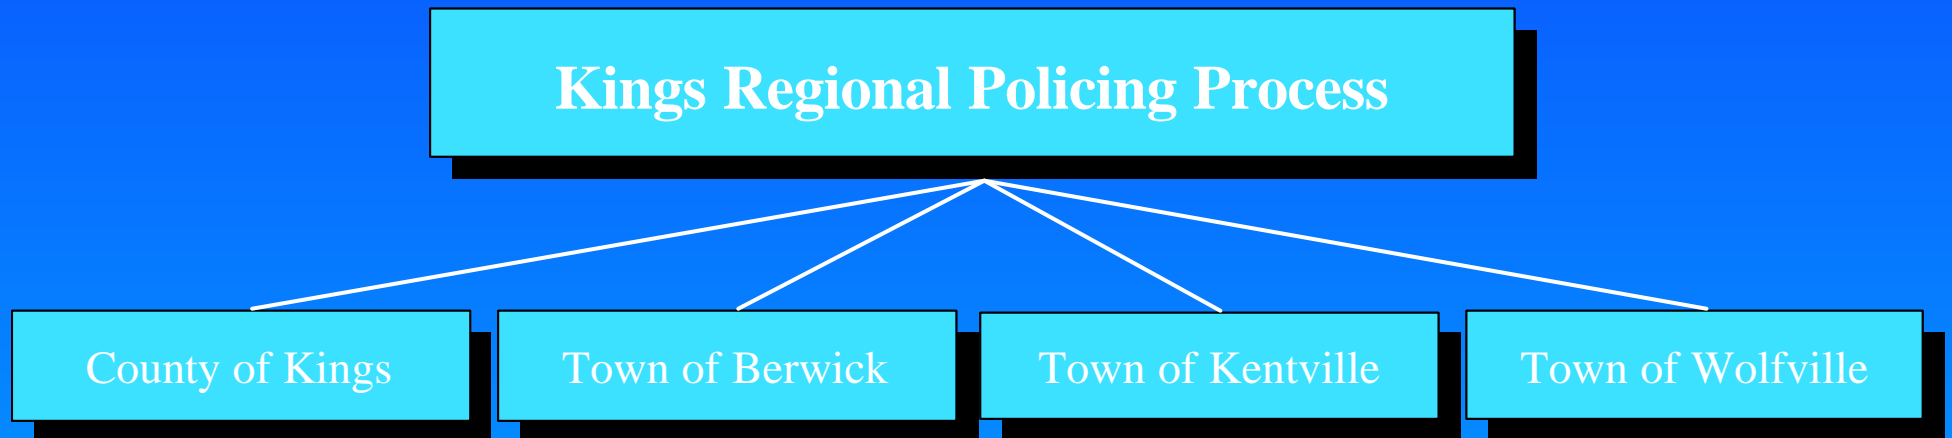 Kings Regional Policing Process
County of Kings
Town of Berwick
Town of Kentville
Town of Wolfville